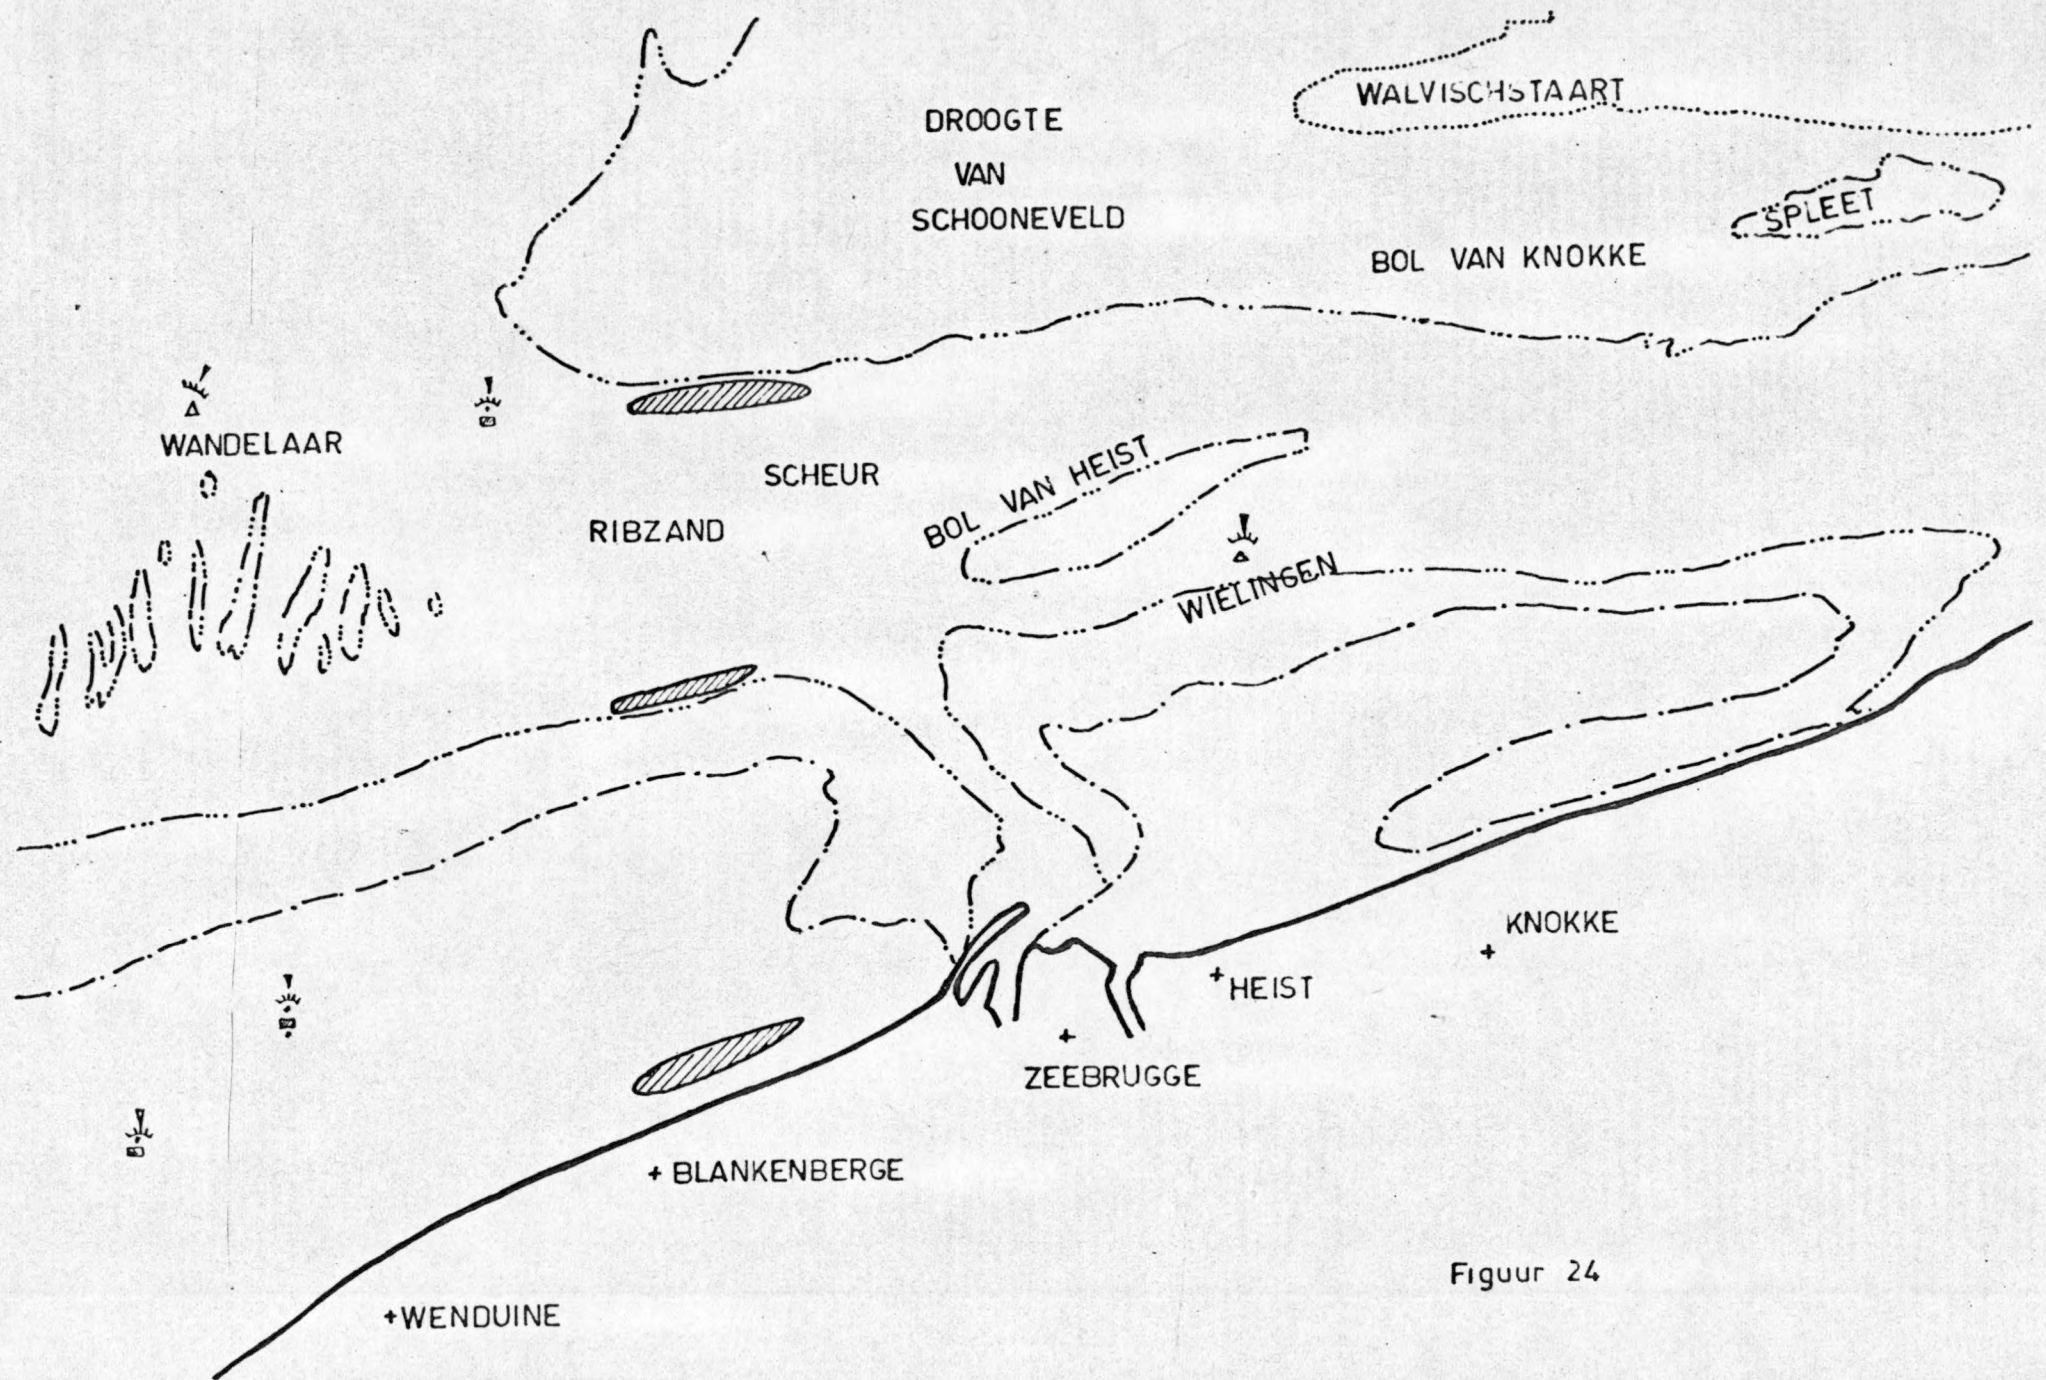 WALVISCHSTAART
DROOGTE
VAN
SCHOONEVELD
SPLEET
BOL VAN KNOKKE
WANDELAAR
SCHEUR
BOL VAN HEIST
RIBZAND
WIELINGEN
KNOKKE
HEIST
ZEEBRUGGE
BLANKENBERGE
Figuur 24
WENDUINE